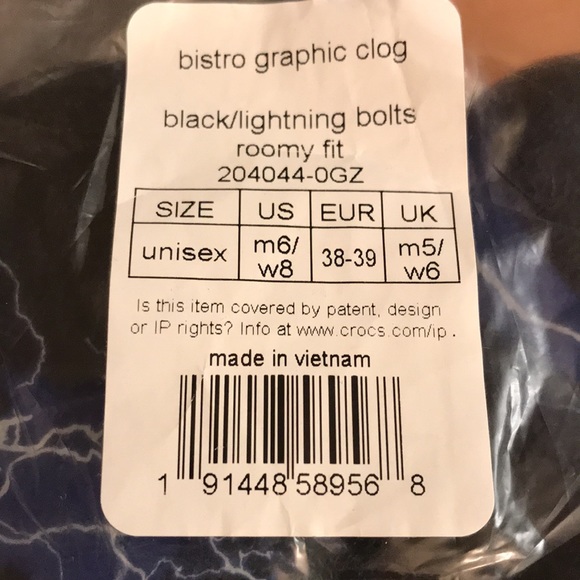 bistro graphic clog
black/lightning bolts
roomy fit
204044-0GZ
SIZE US EUR UK
unisex m6/ 38-39 m5/
w8 w6
Is this item covered by patent, design
or IP rights? Info at www.crocs.com/ip .
made in vietnam
1 91448 58956 8